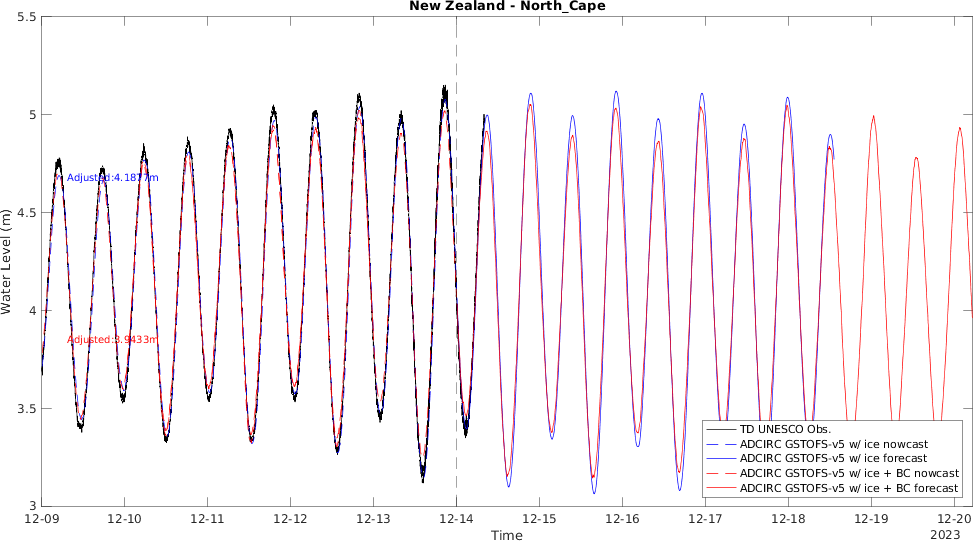 New Zealand - North_Cape
5.5
5
4.5
4
3.5
3
Water Level (m)
Adjusted:4.1877m
Adjusted:3.9433m
TD UNESCO Obs.
ADCIRC GSTOFS-v5 w/ ice nowcast
ADCIRC GSTOFS-v5 w/ ice forecast
ADCIRC GSTOFS-v5 w/ ice + BC nowcast
ADCIRC GSTOFS-v5 w/ ice + BC forecast
12-09 12-10 12-11 12-12 12-13 12-14 12-15 12-16 12-17 12-18 12-19 12-20
Time
2023